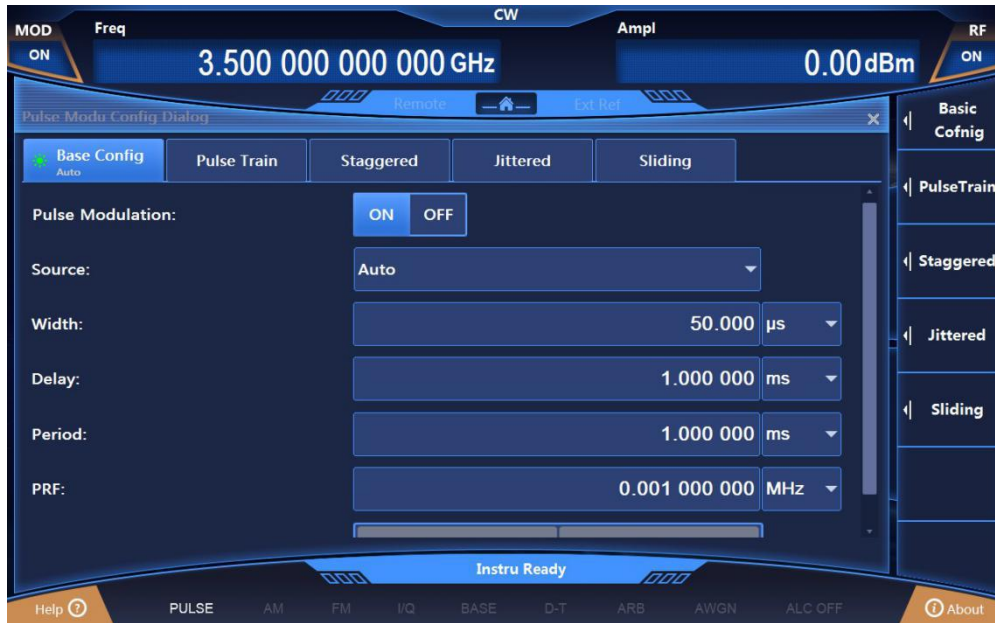 CW
MOD
ON
Freq
3.500 000 000 000 GHz
Ampl
0.00 dBm
RF
ON
Remote
Ext Ref
Pulse Modu Config Dialog
Base Config
Auto
Pulse Train
Staggered
Jittered
Sliding
Pulse Modulation:
ON OFF
Source:
Auto
Width:
50.000 µs
Delay:
1.000 000 ms
Period:
1.000 000 ms
PRF:
0.001 000 000 MHz
Basic
Cofnig
PulseTrain
Staggered
Jittered
Sliding
Instru Ready
Help ? PULSE AM FM I/Q BASE D-T ARB AWGN ALC OFF i About